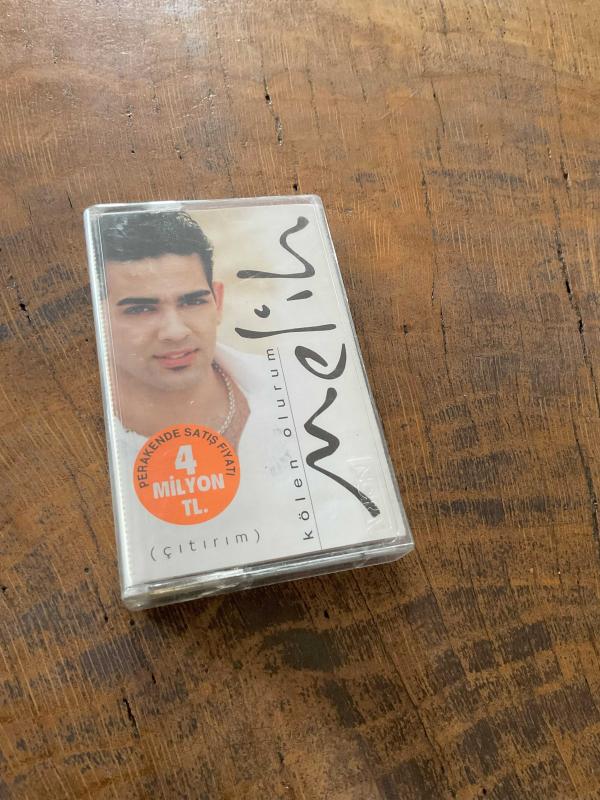 melih
kölen olurum
PERAKENDE SATIŞ FİYATI
4
MİLYON
TL.
(çıtırım)